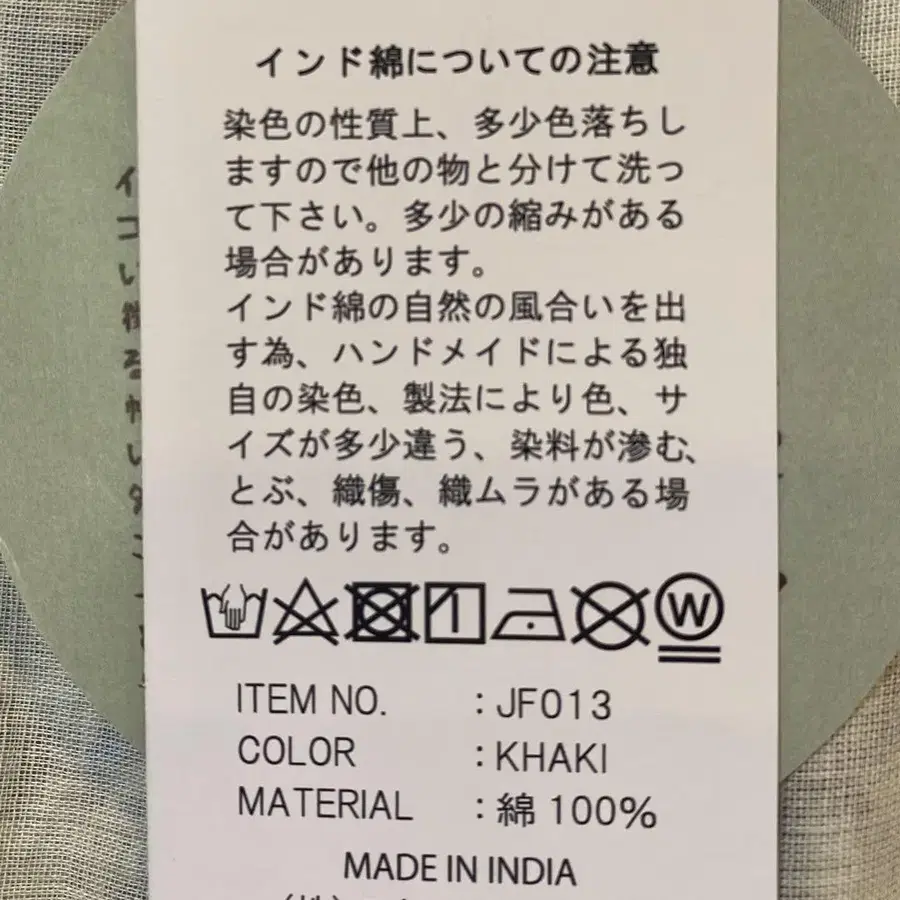 インド綿についての注意
染色の性質上、多少色落ちし
ますので他の物と分けて洗っ
て下さい。多少の縮みがある
場合があります。
インド綿の自然の風合いを出
す為、ハンドメイドによる独
自の染色、製法により色、サ
イズが多少違う、染料が滲む、
とぶ、織傷、織ムラがある場
合があります。
W
ITEM NO. : JF013
COLOR : KHAKI
MATERIAL : 綿 100%
MADE IN INDIA